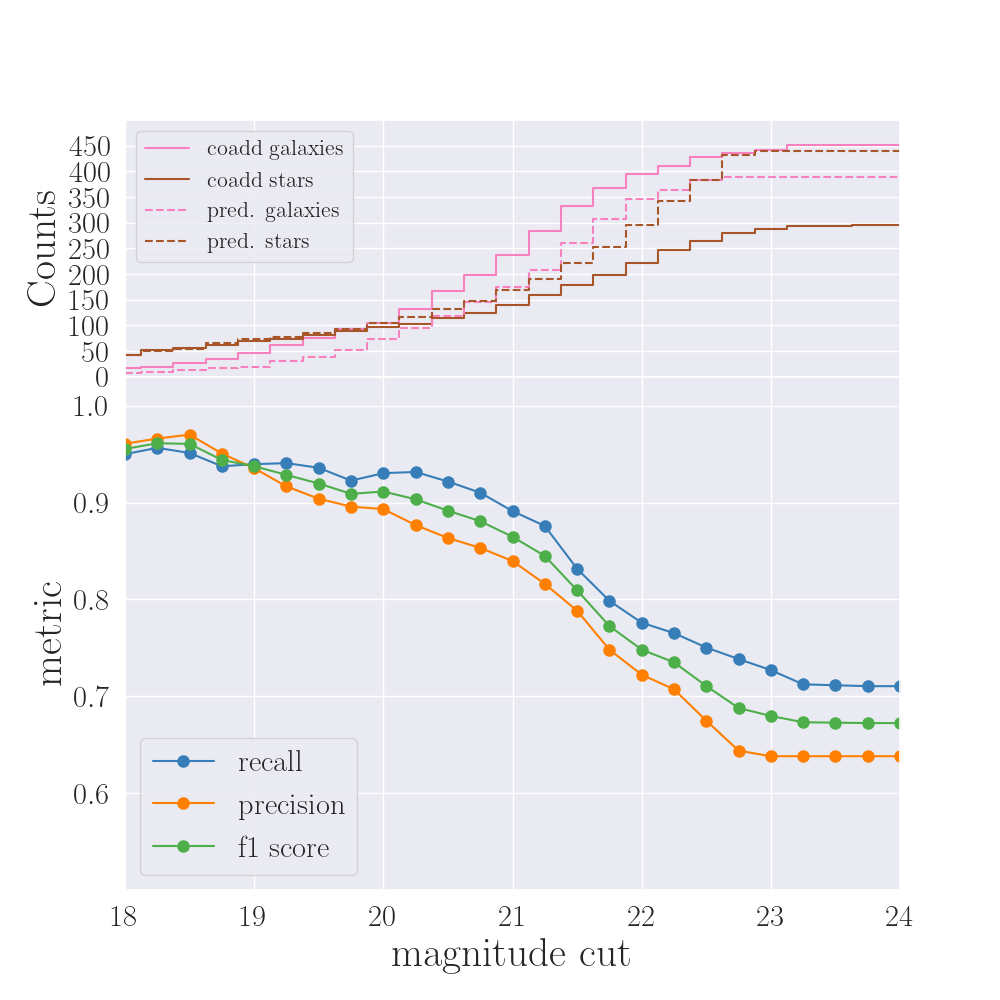 450
400
350
300
250
200
150
100
50
0
Counts
coadd galaxies
coadd stars
pred. galaxies
pred. stars
1.0
0.9
0.8
0.7
0.6
metric
recall
precision
f1 score
18 19 20 21 22 23 24
magnitude cut